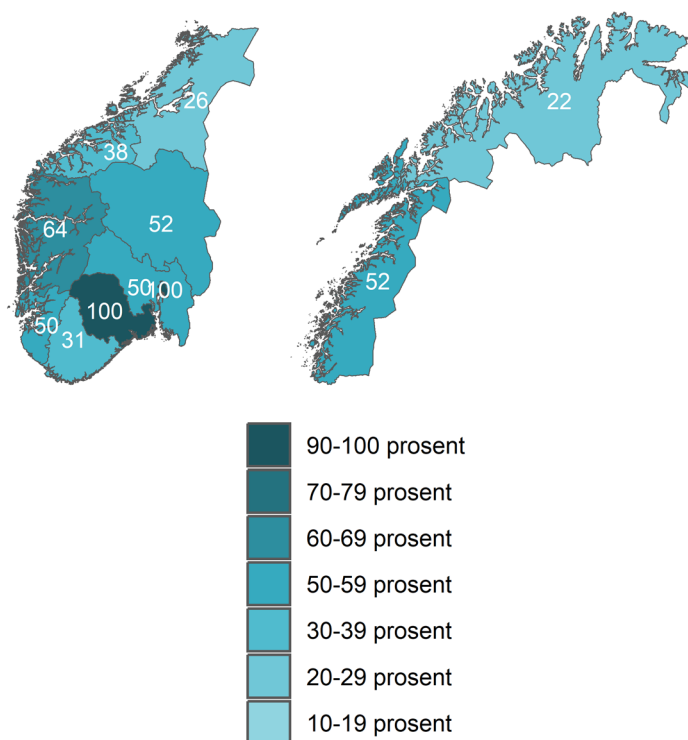 26
22
38
52
64
52
50 100
100
50
31
90-100 prosent
70-79 prosent
60-69 prosent
50-59 prosent
30-39 prosent
20-29 prosent
10-19 prosent